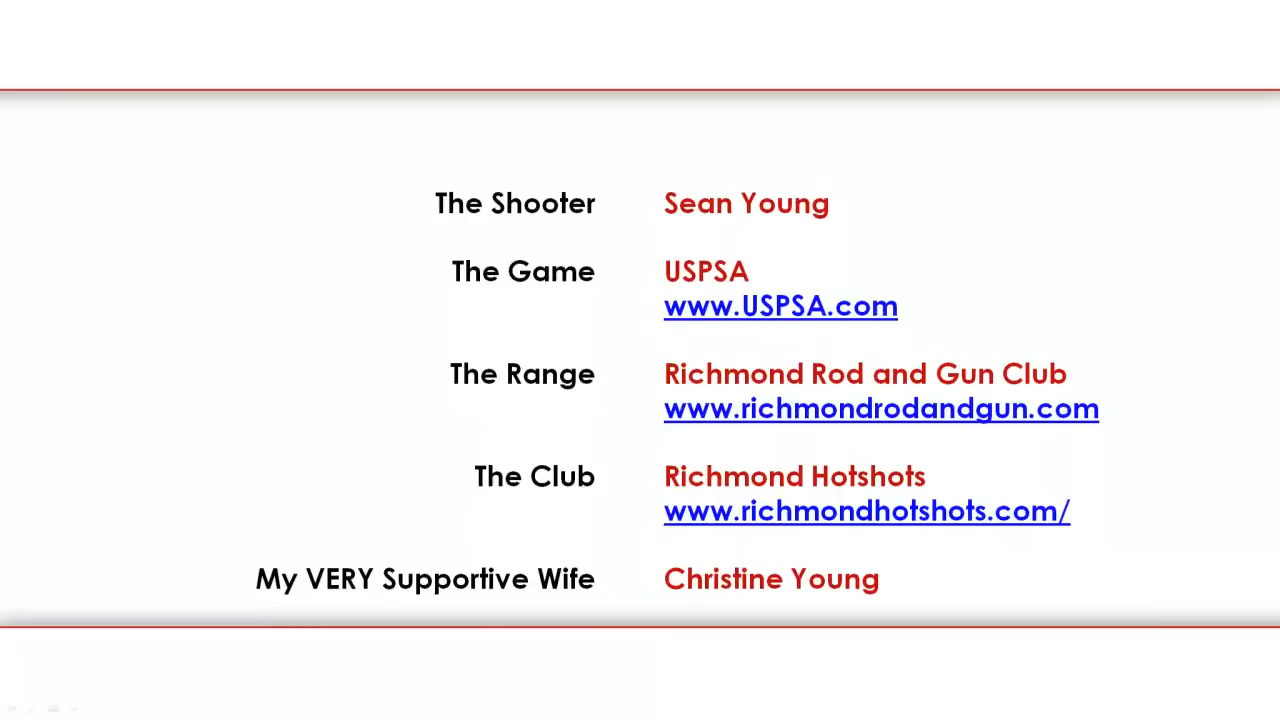 The Shooter Sean Young
The Game USPSA
www.USPSA.com
The Range Richmond Rod and Gun Club
www.richmondrodandgun.com
The Club Richmond Hotshots
www.richmondhotshots.com/
My VERY Supportive Wife Christine Young